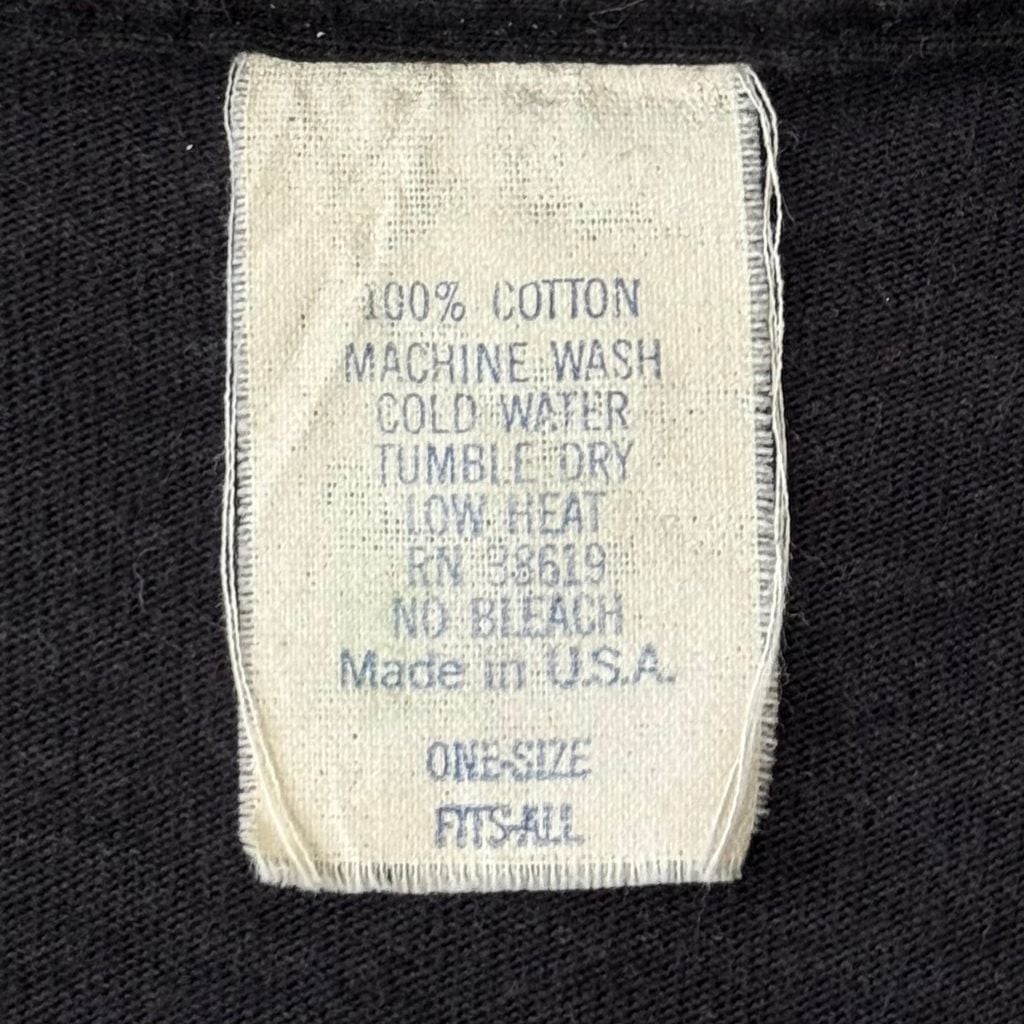 100% COTTON
MACHINE WASH
COLD WATER
TUMBLE DRY
LOW HEAT
RN 38619
NO BLEACH
Made in U.S.A.
ONE-SIZE
FITS-ALL